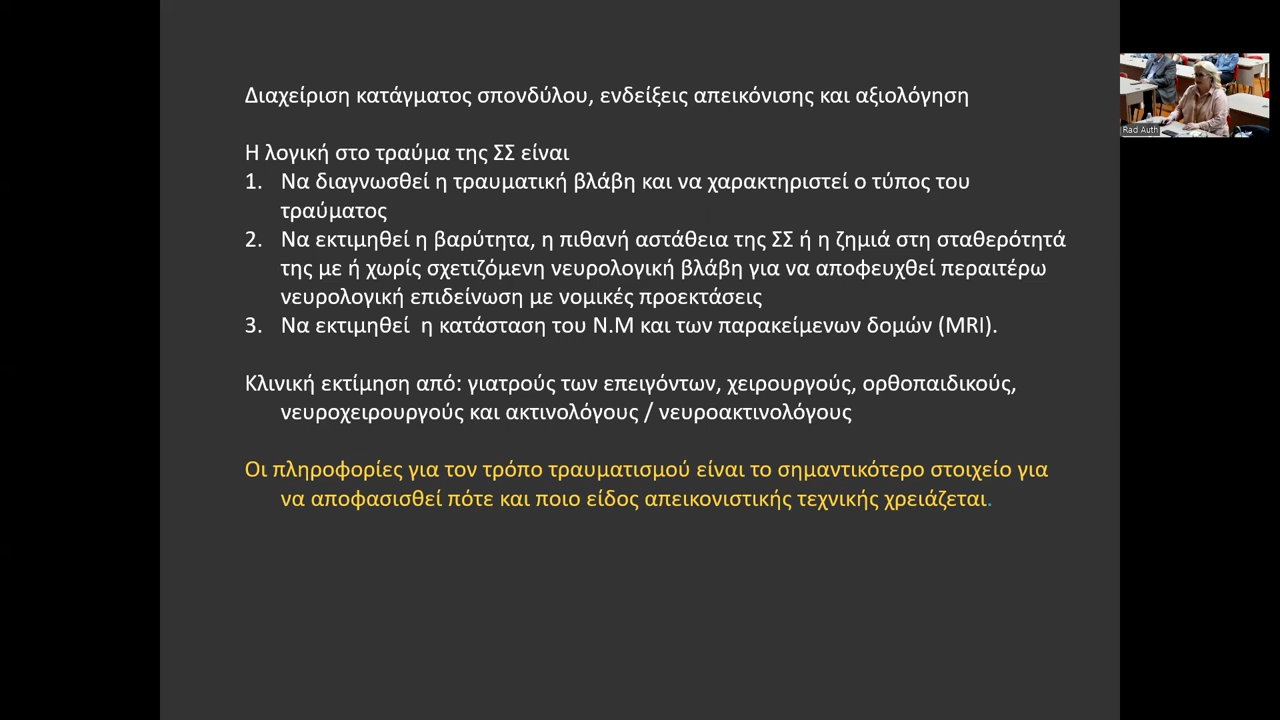 Διαχείριση κατάγματος σπονδύλου, ενδείξεις απεικόνισης και αξιολόγηση
Η λογική στο τραύμα της ΣΣ είναι
1. Να διαγνωσθεί η τραυματική βλάβη και να χαρακτηριστεί ο τύπος του
τραύματος
2. Να εκτιμηθεί η βαρύτητα, η πιθανή αστάθεια της ΣΣ ή η ζημιά στη σταθερότητά
της με ή χωρίς σχετιζόμενη νευρολογική βλάβη για να αποφευχθεί περαιτέρω
νευρολογική επιδείνωση με νομικές προεκτάσεις
3. Να εκτιμηθεί η κατάσταση του Ν.Μ και των παρακείμενων δομών (MRI).
Κλινική εκτίμηση από: γιατρούς των επειγόντων, χειρουργούς, ορθοπαιδικούς,
νευροχειρουργούς και ακτινολόγους / νευροακτινολόγους
Οι πληροφορίες για τον τρόπο τραυματισμού είναι το σημαντικότερο στοιχείο για
να αποφασισθεί πότε και ποιο είδος απεικονιστικής τεχνικής χρειάζεται.
Rad Auth